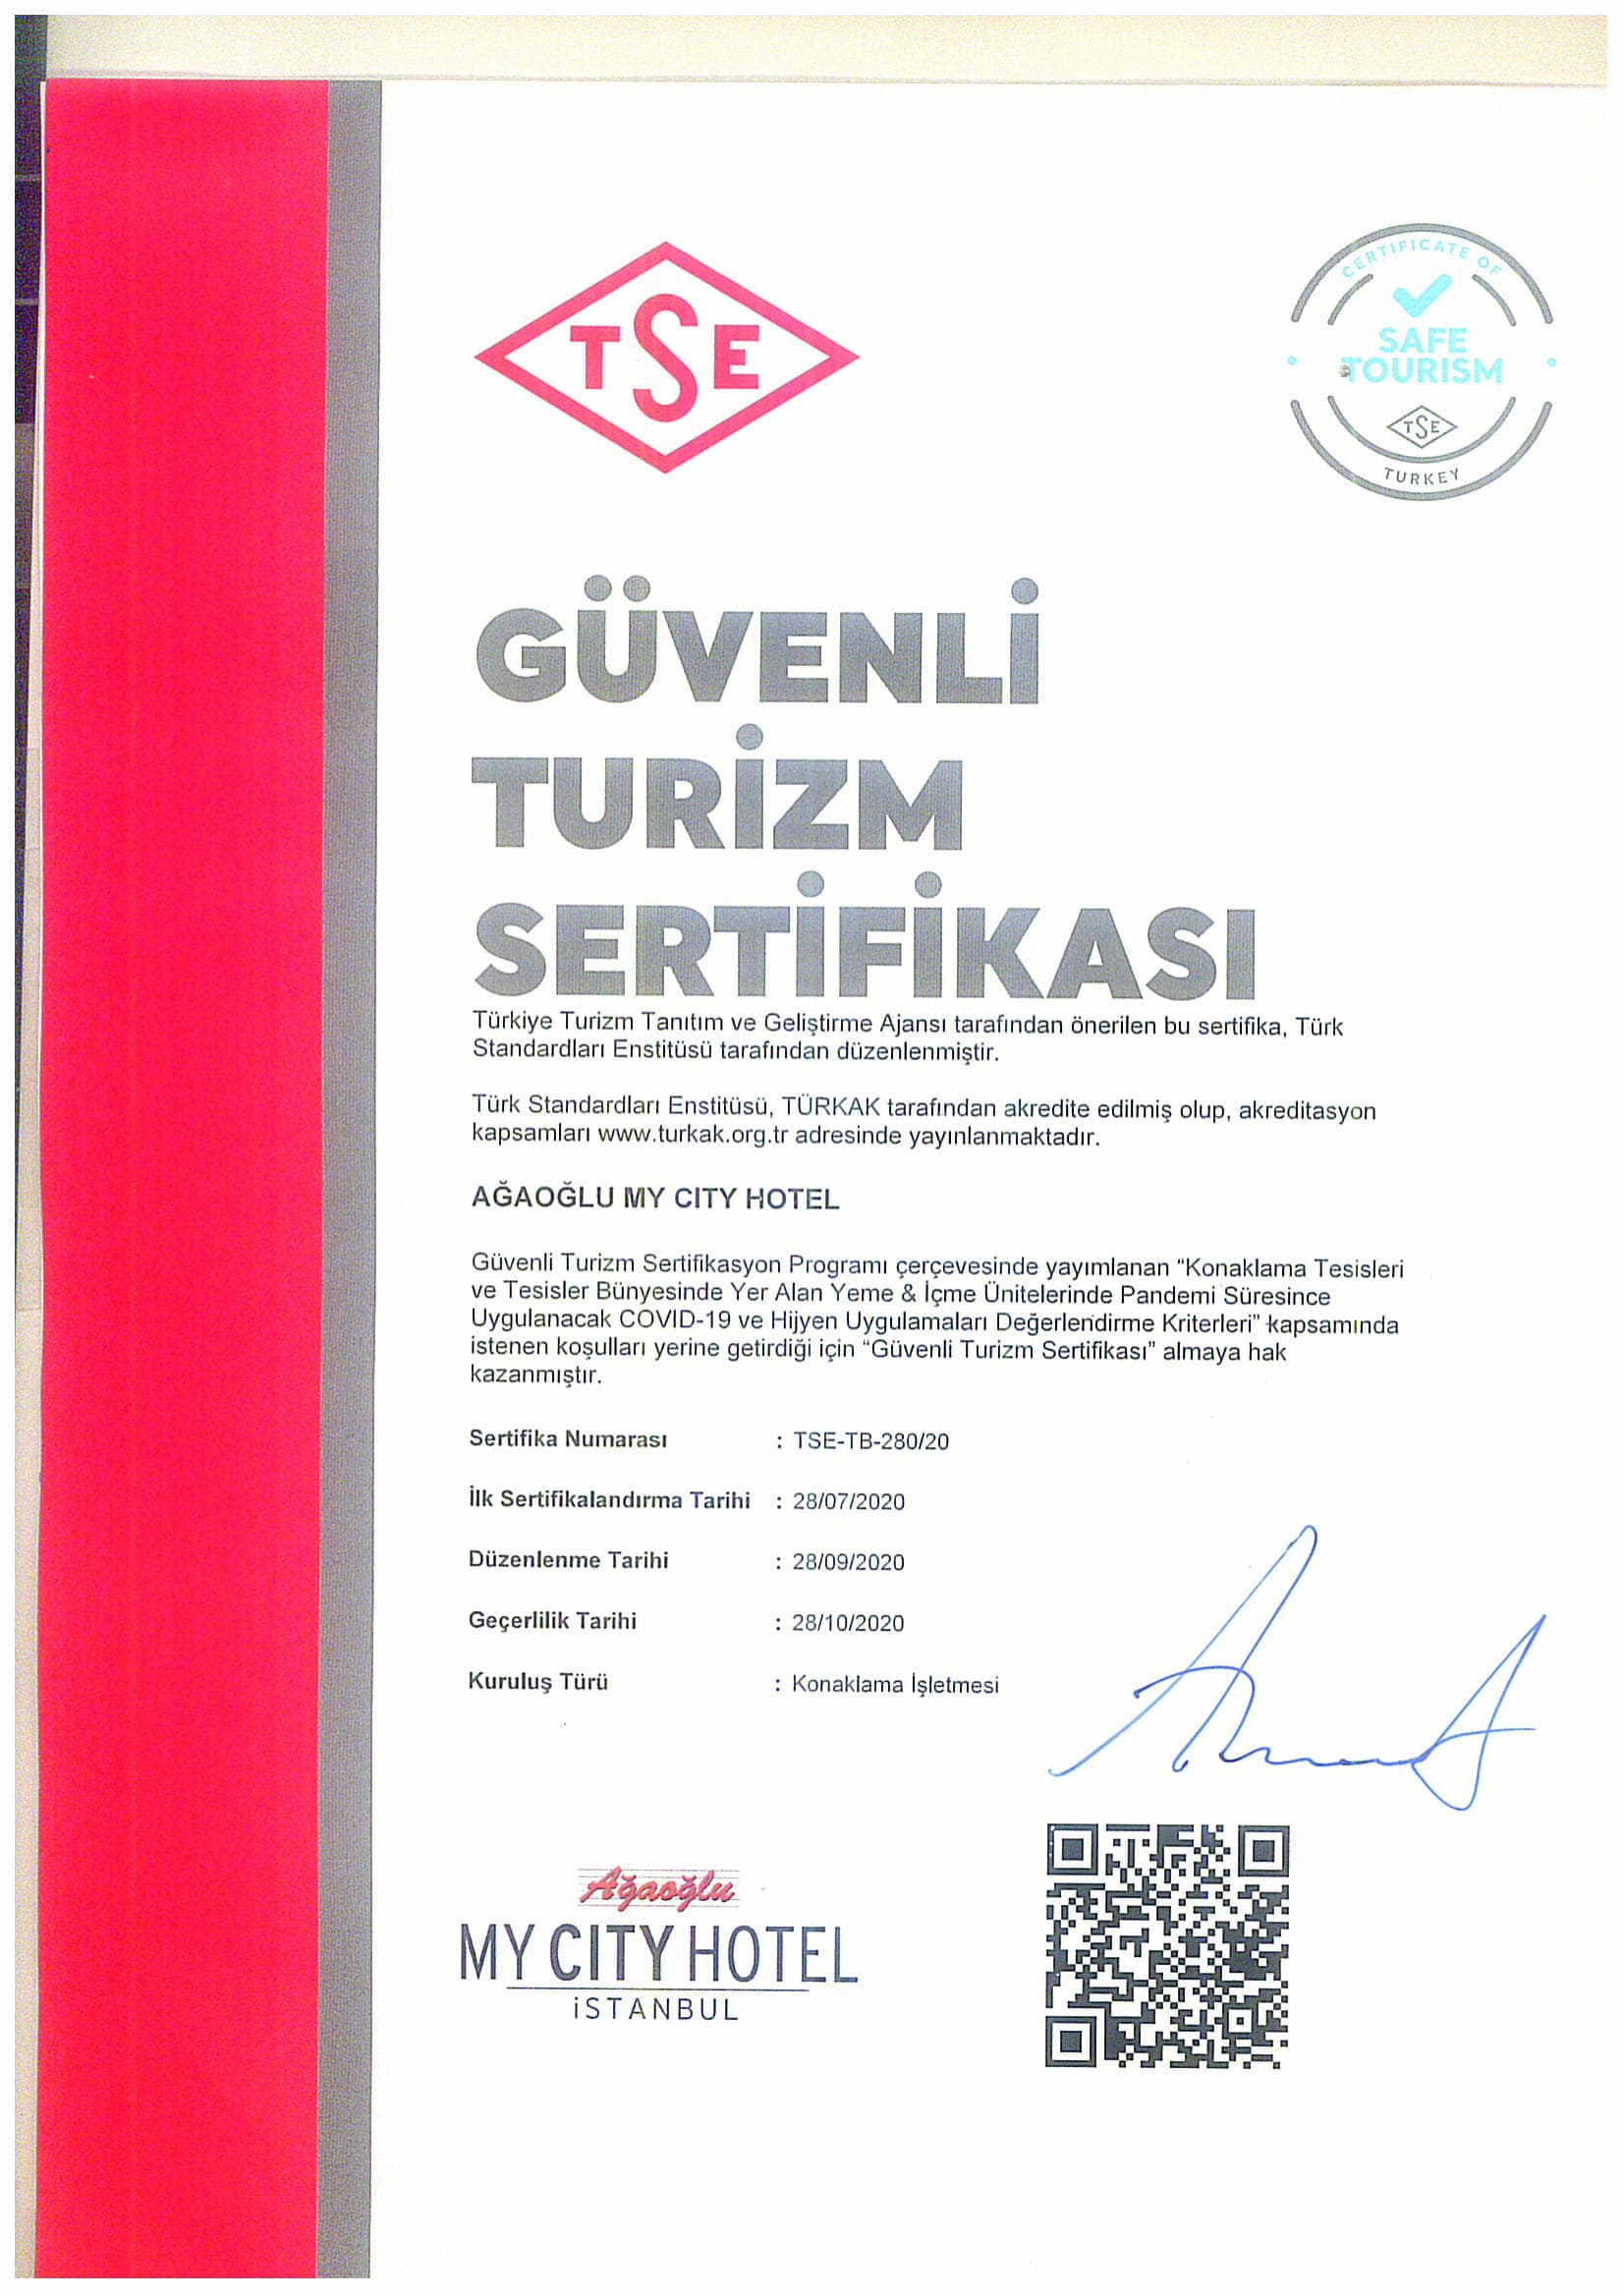 TSE
CERTIFICATE OF
SAFE
TOURISM
TSE
TURKEY
GÜVENLİ
TURİZM
SERTİFİKASI
Türkiye Turizm Tanıtım ve Geliştirme Ajansı tarafından önerilen bu sertifika, Türk
Standardları Enstitüsü tarafından düzenlenmiştir.
Türk Standardları Enstitüsü, TÜRKAK tarafından akredite edilmiş olup, akreditasyon
kapsamları www.turkak.org.tr adresinde yayınlanmaktadır.
AĞAOĞLU MY CITY HOTEL
Güvenli Turizm Sertifikasyon Programı çerçevesinde yayımlanan “Konaklama Tesisleri
ve Tesisler Bünyesinde Yer Alan Yeme & İçme Ünitelerinde Pandemi Süresince
Uygulanacak COVID-19 ve Hijyen Uygulamaları Değerlendirme Kriterleri” kapsamında
istenen koşulları yerine getirdiği için “Güvenli Turizm Sertifikası” almaya hak
kazanmıştır.
Sertifika Numarası : TSE-TB-280/20
İlk Sertifikalandırma Tarihi : 28/07/2020
Düzenlenme Tarihi : 28/09/2020
Geçerlilik Tarihi : 28/10/2020
Kuruluş Türü : Konaklama İşletmesi
Ağaoğlu
MY CITY HOTEL
İSTANBUL